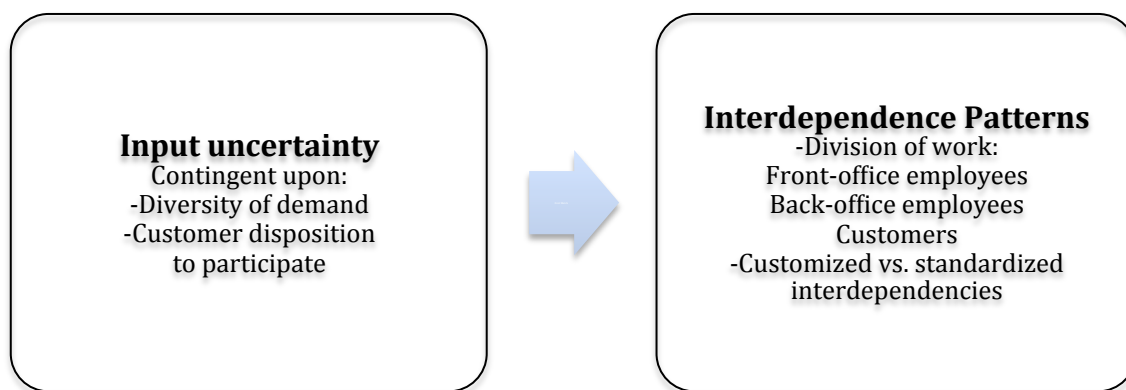 Input uncertainty
Contingent upon:
-Diversity of demand
-Customer disposition
to participate
Interdependence Patterns
-Division of work:
Front-office employees
Back-office employees
Customers
-Customized vs. standardized
interdependencies